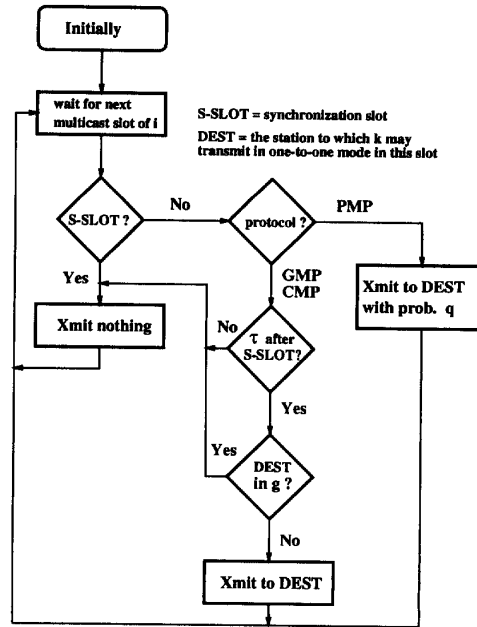 Initially
wait for next
multicast slot of i
S-SLOT = synchronization slot
DEST = the station to which k may
transmit in one-to-one mode in this slot
S-SLOT ?
No
protocol ?
PMP
Yes
GMP
CMP
Xmit to DEST
with prob. q
Xmit nothing
No
τ after
S-SLOT?
Yes
Yes
DEST
in g ?
No
Xmit to DEST